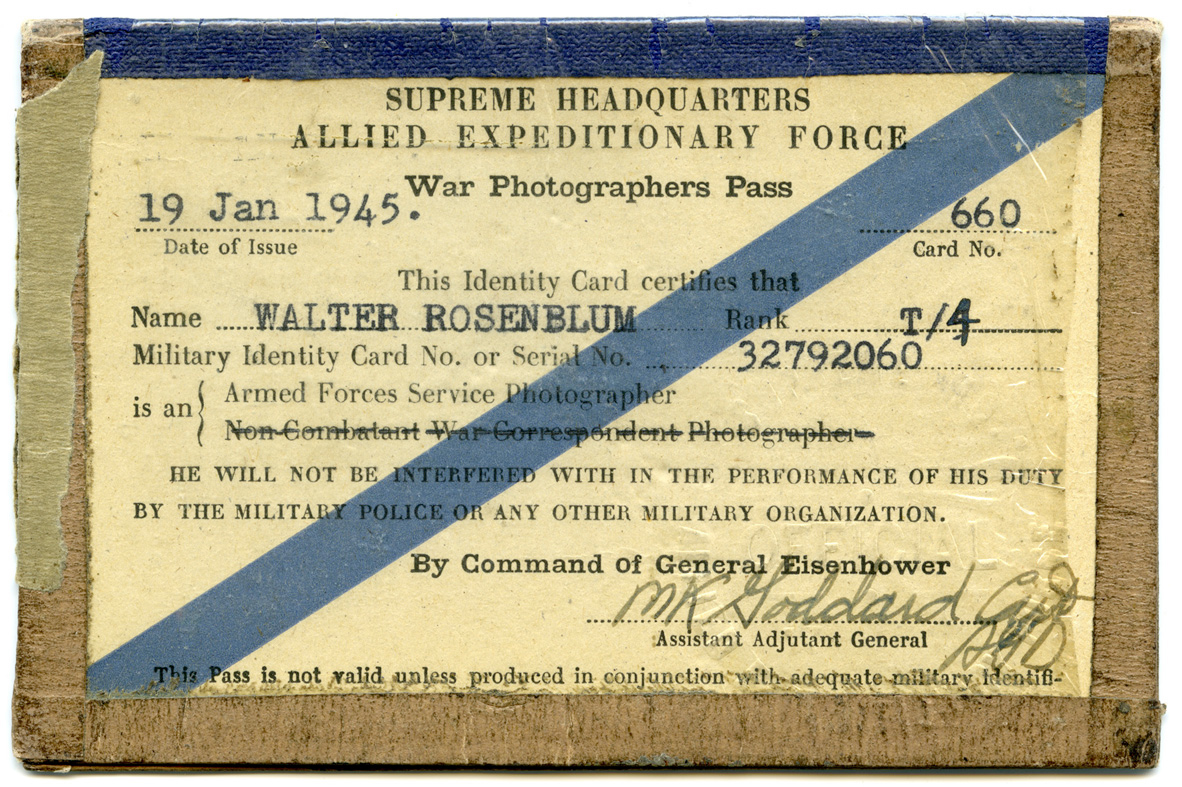 SUPREME HEADQUARTERS
ALLIED EXPEDITIONARY FORCE
War Photographers Pass
19 Jan 1945.
660
Date of Issue
Card No.
This Identity Card certifies that
Name WALTER ROSENBLUM Rank T/4
Military Identity Card No. or Serial No. 32792060
is an { Armed Forces Service Photographer
Non-Combatant War Correspondent Photographer
HE WILL NOT BE INTERFERED WITH IN THE PERFORMANCE OF HIS DUTY
BY THE MILITARY POLICE OR ANY OTHER MILITARY ORGANIZATION.
OFFICIAL
By Command of General Eisenhower
MK Goddard Capt
AGD
Assistant Adjutant General
This Pass is not valid unless produced in conjunction with adequate military identifi-